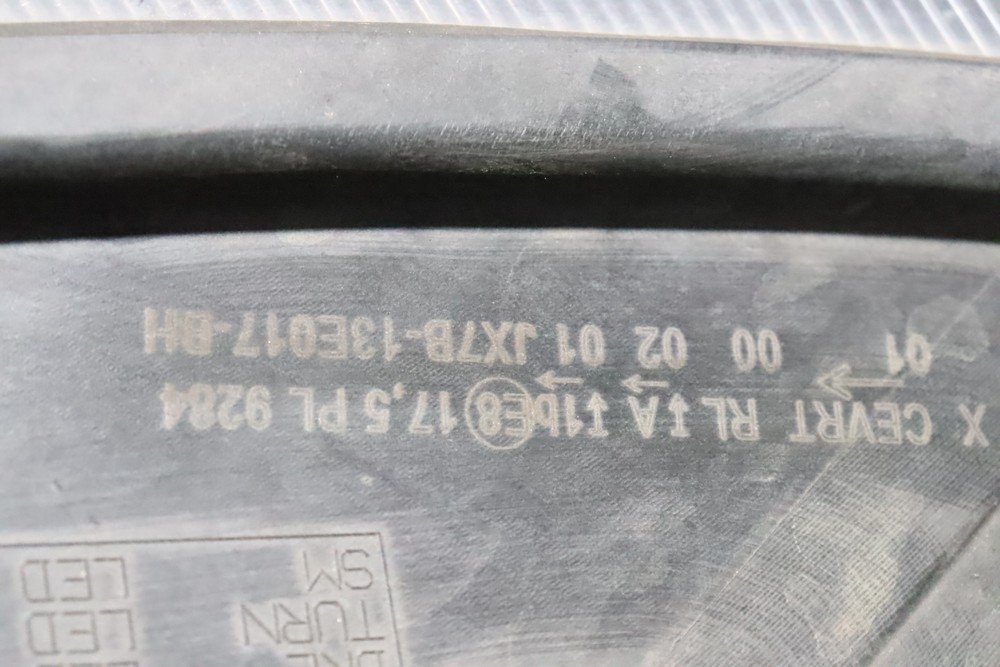 TURN LED
SM LED
X CEVRT RL ↕A ↕1b E8 17,5 PL 9284
01 → 00 02 → 01 → JX7B-13E017-BH